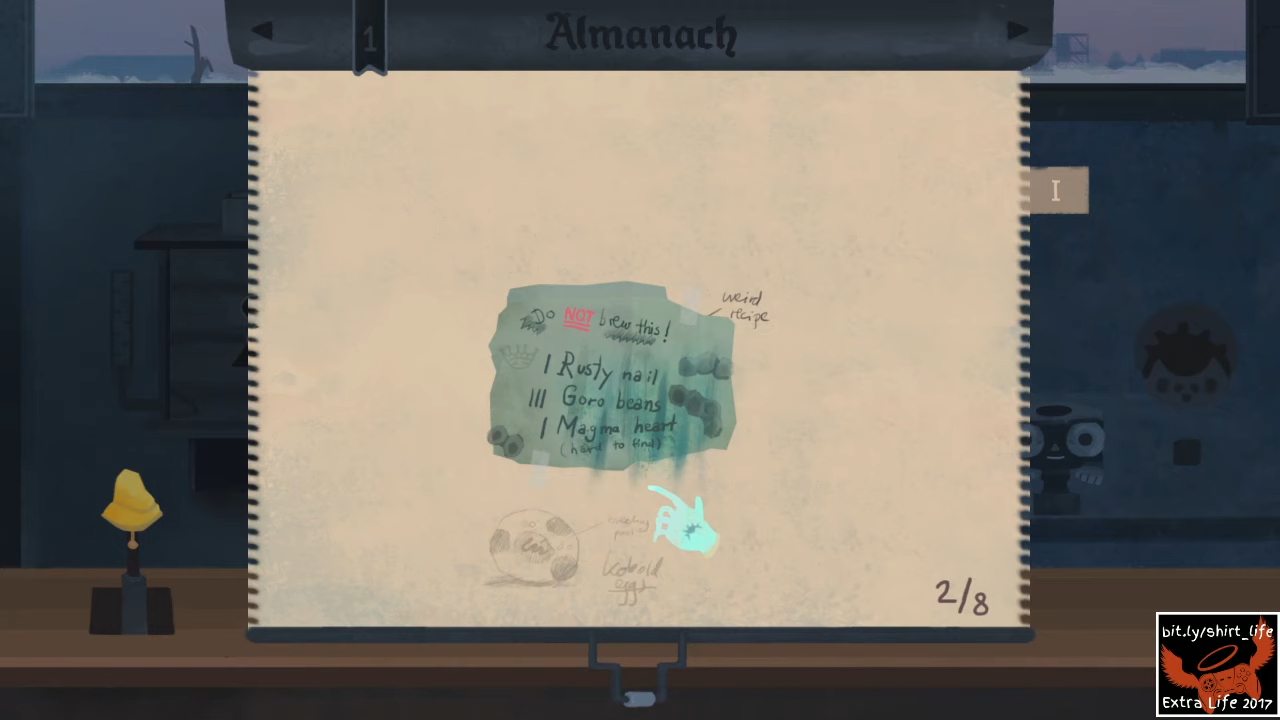 1
Almanach
I
weird
recipe
Do NOT brew this!
I Rusty nail
III Goro beans
I Magma heart
(hard to find)
Kobold
eggs
2/8
bit.ly/shirt_life
Extra Life 2017